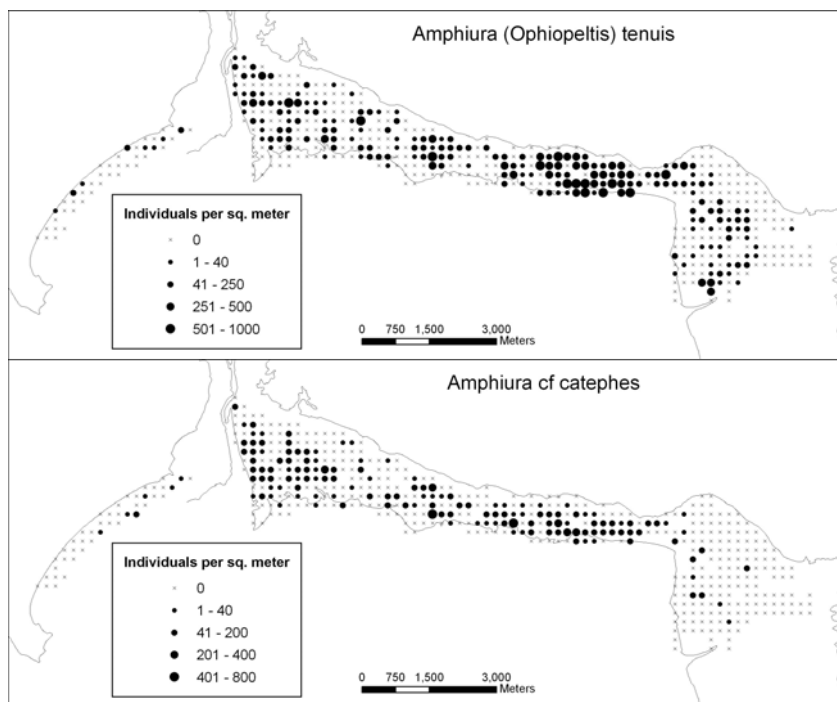 Amphiura (Ophiopeltis) tenuis
Individuals per sq. meter
0
1 - 40
41 - 250
251 - 500
501 - 1000
0 750 1,500 3,000
Meters
Amphiura cf catephes
Individuals per sq. meter
0
1 - 40
41 - 200
201 - 400
401 - 800
0 750 1,500 3,000
Meters